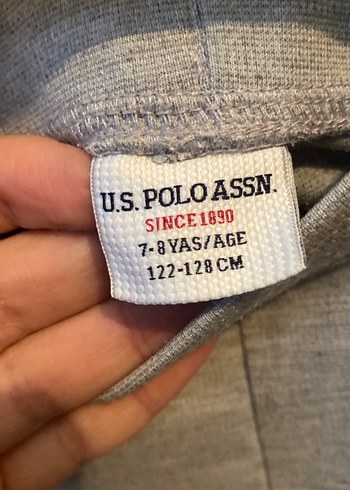 U.S. POLO ASSN.
SINCE 1890
7-8 YAS/AGE
122-128 CM